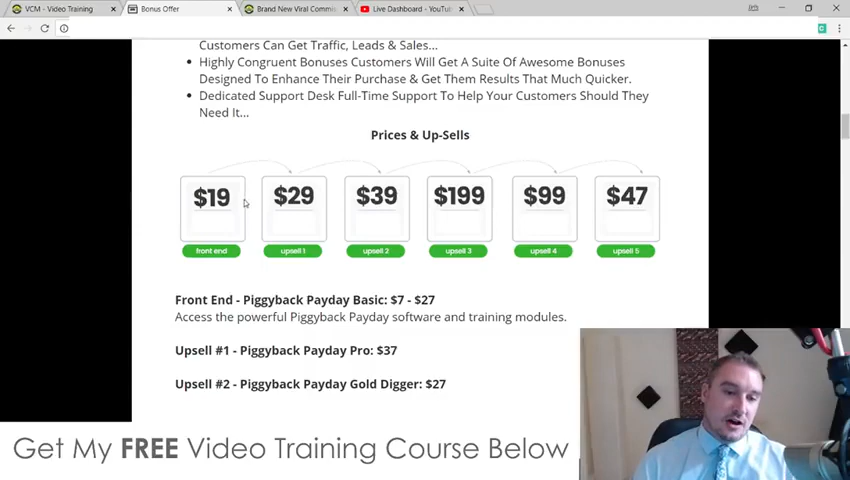 VCM - Video Training
Bonus Offer
Brand New Viral Commis
Live Dashboard - YouTu
Customers Can Get Traffic, Leads & Sales...
Highly Congruent Bonuses Customers Will Get A Suite Of Awesome Bonuses
Designed To Enhance Their Purchase & Get Them Results That Much Quicker.
Dedicated Support Desk Full-Time Support To Help Your Customers Should They
Need It...
Prices & Up-Sells
$19 $29 $39 $199 $99 $47
front end upsell 1 upsell 2 upsell 3 upsell 4 upsell 5
Front End - Piggyback Payday Basic: $7 - $27
Access the powerful Piggyback Payday software and training modules.
Upsell #1 - Piggyback Payday Pro: $37
Upsell #2 - Piggyback Payday Gold Digger: $27
Get My FREE Video Training Course Below